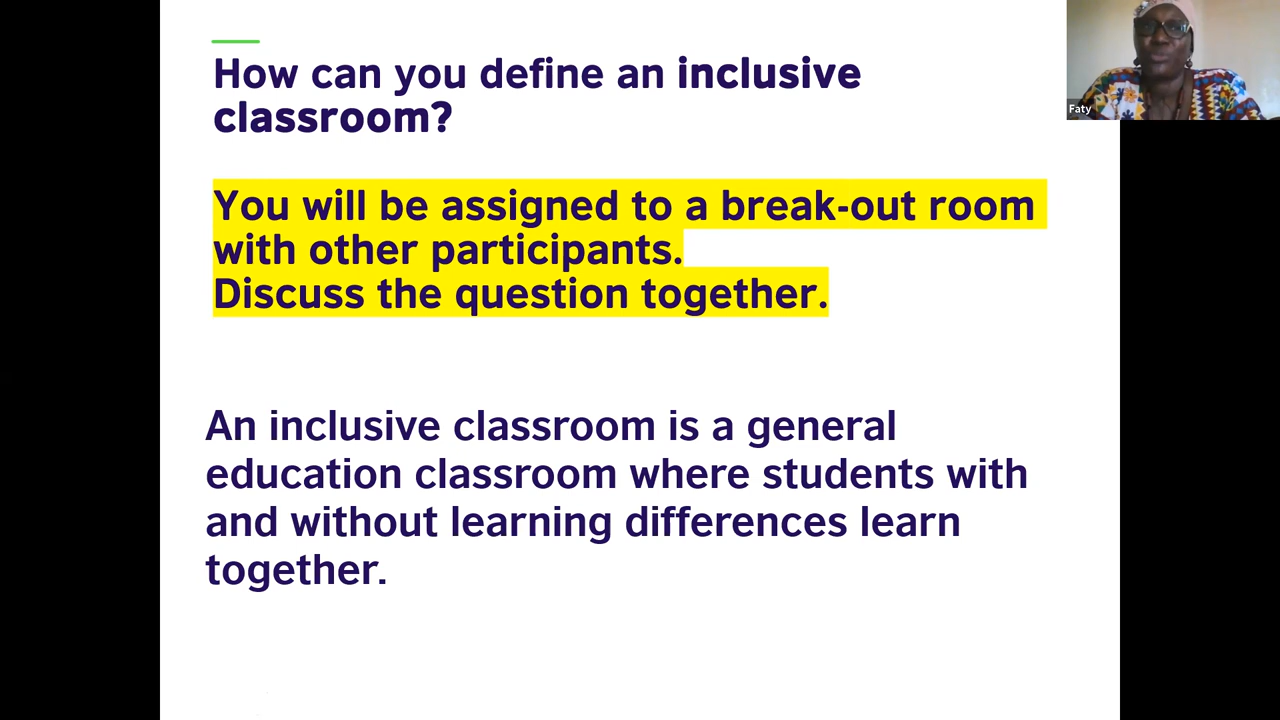 How can you define an inclusive
classroom?
You will be assigned to a break-out room
with other participants.
Discuss the question together.
An inclusive classroom is a general
education classroom where students with
and without learning differences learn
together.
Faty